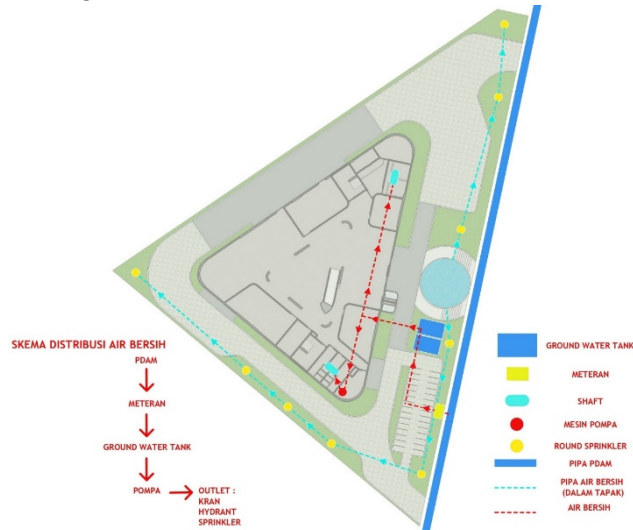 SKEMA DISTRIBUSI AIR BERSIH
PDAM
METERAN
GROUND WATER TANK
POMPA
OUTLET :
KRAN
HYDRANT
SPRINKLER
GROUND WATER TANK
METERAN
SHAFT
MESIN POMPA
ROUND SPRINKLER
PIPA PDAM
PIPA AIR BERSIH
(DALAM TAPAK)
AIR BERSIH